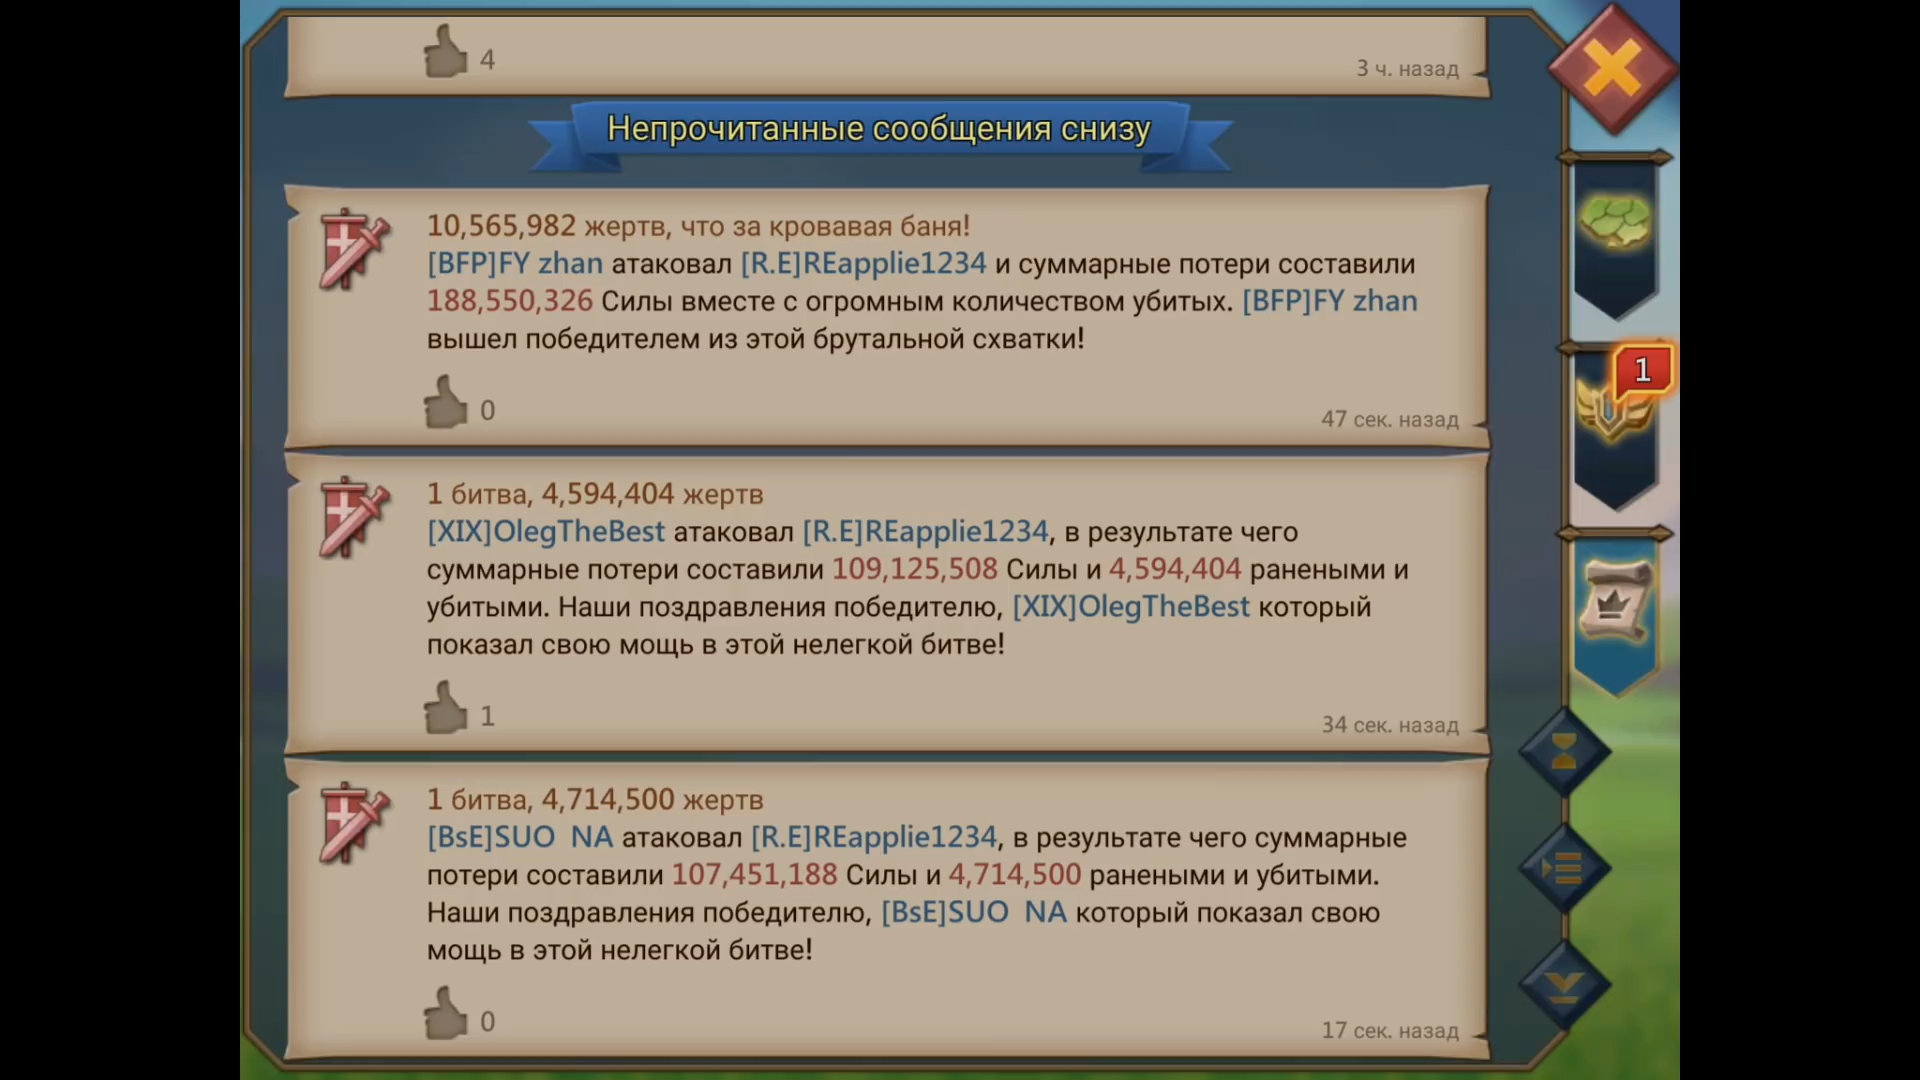 4
3 ч. назад
Непрочитанные сообщения снизу
10,565,982 жертв, что за кровавая баня!
[BFP]FY zhan атаковал [R.E]REapplie1234 и суммарные потери составили
188,550,326 Силы вместе с огромным количеством убитых. [BFP]FY zhan
вышел победителем из этой брутальной схватки!
0
47 сек. назад
1
1 битва, 4,594,404 жертв
[XIX]OlegTheBest атаковал [R.E]REapplie1234, в результате чего
суммарные потери составили 109,125,508 Силы и 4,594,404 ранеными и
убитыми. Наши поздравления победителю, [XIX]OlegTheBest который
показал свою мощь в этой нелегкой битве!
1
34 сек. назад
1 битва, 4,714,500 жертв
[BsE]SUO  NA атаковал [R.E]REapplie1234, в результате чего суммарные
потери составили 107,451,188 Силы и 4,714,500 ранеными и убитыми.
Наши поздравления победителю, [BsE]SUO  NA который показал свою
мощь в этой нелегкой битве!
0
17 сек. назад